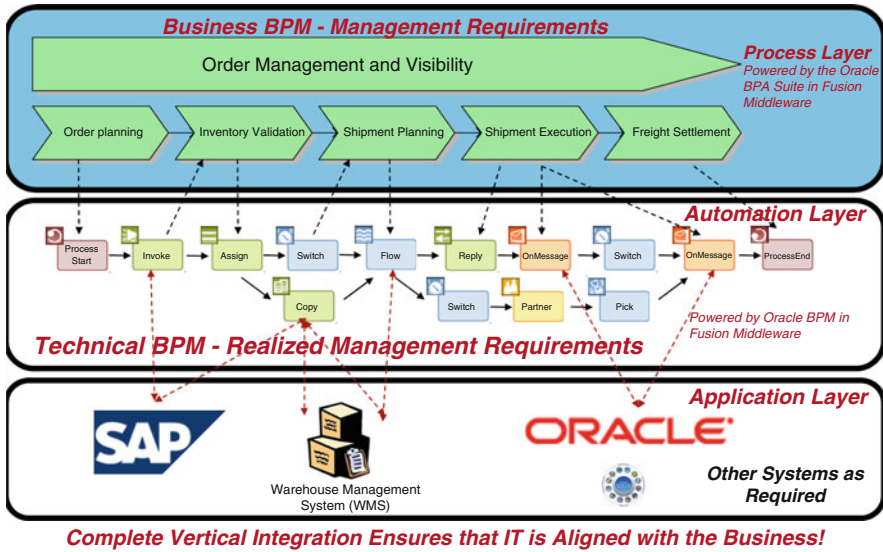 Business BPM - Management Requirements
Order Management and Visibility
Process Layer
Powered by the Oracle
BPA Suite in Fusion
Middleware
Order planning
Inventory Validation
Shipment Planning
Shipment Execution
Freight Settlement
Automation Layer
Process
Start
Invoke
Assign
Switch
Flow
Reply
OnMessage
Switch
OnMessage
ProcessEnd
Copy
Switch
Partner
Pick
Powered by Oracle BPM in
Fusion Middleware
Technical BPM - Realized Management Requirements
Application Layer
SAP
ORACLE
Warehouse Management
System (WMS)
Other Systems as
Required
Complete Vertical Integration Ensures that IT is Aligned with the Business!